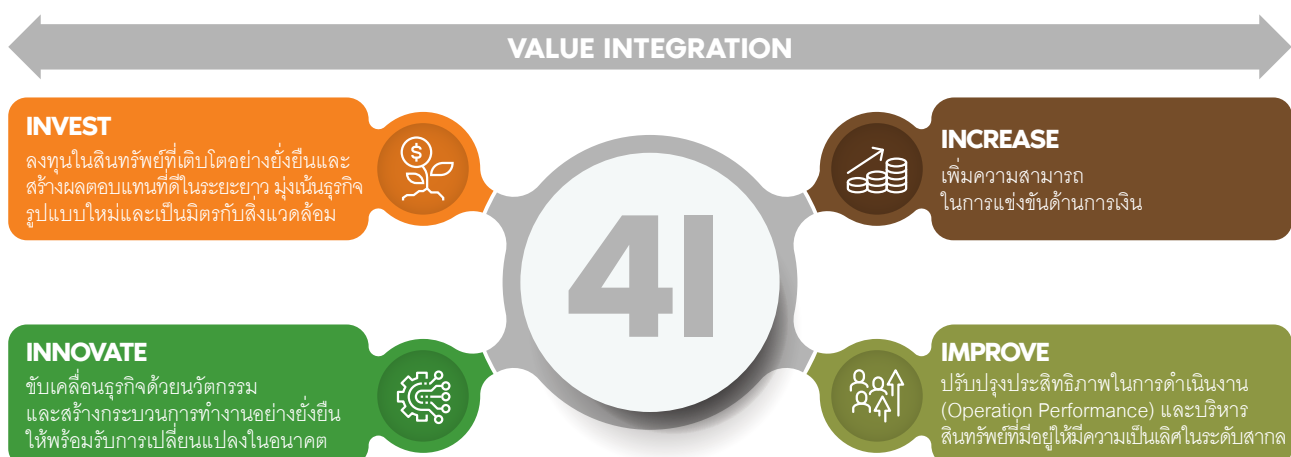 VALUE INTEGRATION
INVEST
ลงทุนในสินทรัพย์ที่เติบโตอย่างยั่งยืนและ
สร้างผลตอบแทนที่ดีในระยะยาว มุ่งเน้นธุรกิจ
รูปแบบใหม่และเป็นมิตรกับสิ่งแวดล้อม
INCREASE
เพิ่มความสามารถ
ในการแข่งขันด้านการเงิน
4I
INNOVATE
ขับเคลื่อนธุรกิจด้วยนวัตกรรม
และสร้างกระบวนการทำงานอย่างยั่งยืน
ให้พร้อมรับการเปลี่ยนแปลงในอนาคต
IMPROVE
ปรับปรุงประสิทธิภาพในการดำเนินงาน
(Operation Performance) และบริหาร
สินทรัพย์ที่มีอยู่ให้มีความเป็นเลิศในระดับสากล